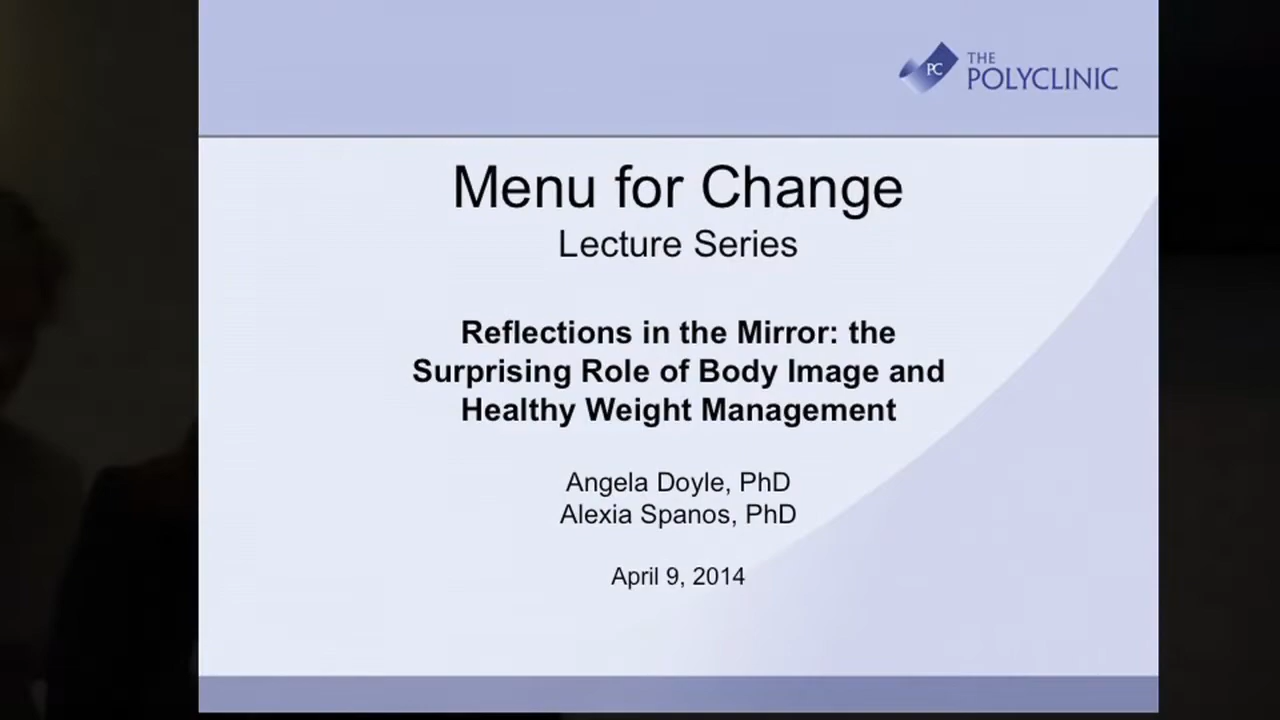 PC
THE
POLYCLINIC
Menu for Change
Lecture Series
Reflections in the Mirror: the
Surprising Role of Body Image and
Healthy Weight Management
Angela Doyle, PhD
Alexia Spanos, PhD
April 9, 2014